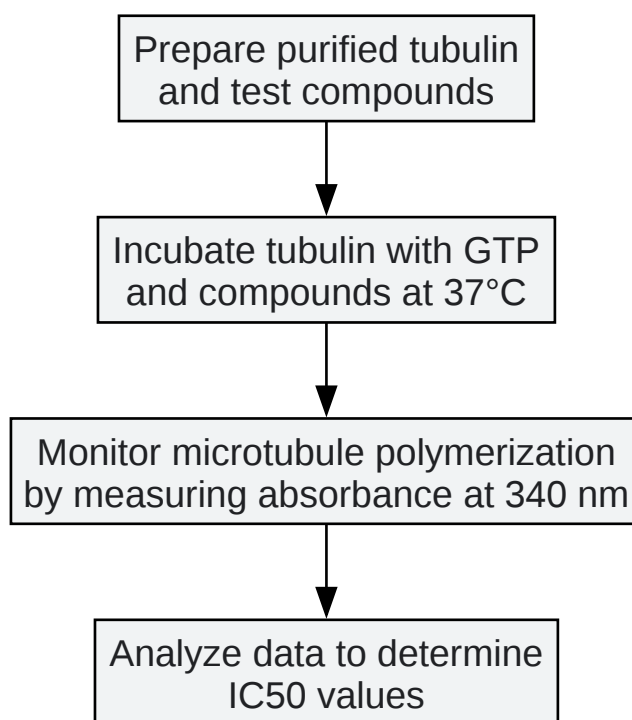 Prepare purified tubulin
and test compounds
Incubate tubulin with GTP
and compounds at 37°C
Monitor microtubule polymerization
by measuring absorbance at 340 nm
Analyze data to determine
IC50 values